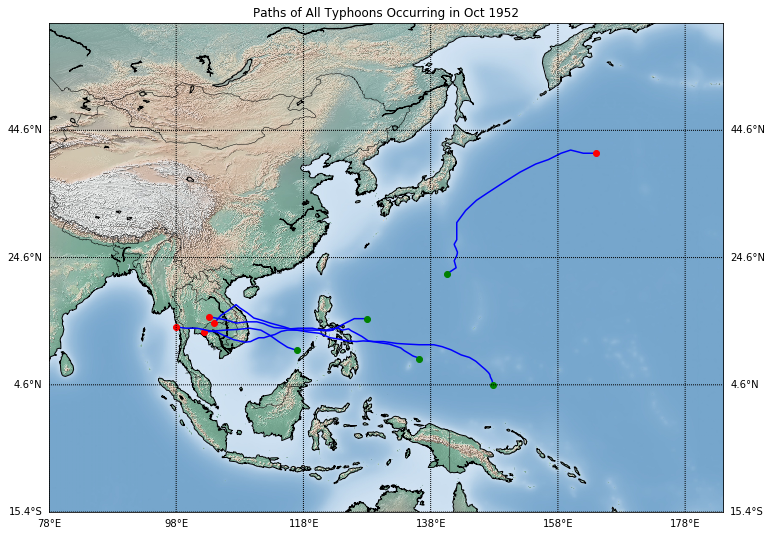 Paths of All Typhoons Occurring in Oct 1952
44.6°N 44.6°N
24.6°N 24.6°N
4.6°N 4.6°N
15.4°S 15.4°S
78°E 98°E 118°E 138°E 158°E 178°E